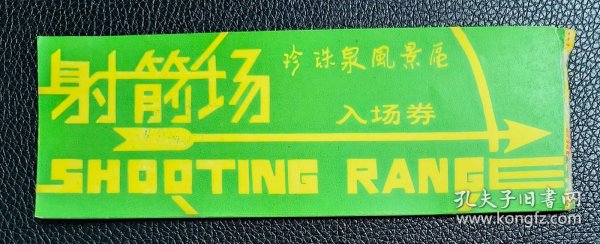 射箭场
珍珠泉風景區
入场券
SHOOTING RANGE
孔夫子旧書网
www.kongfz.com